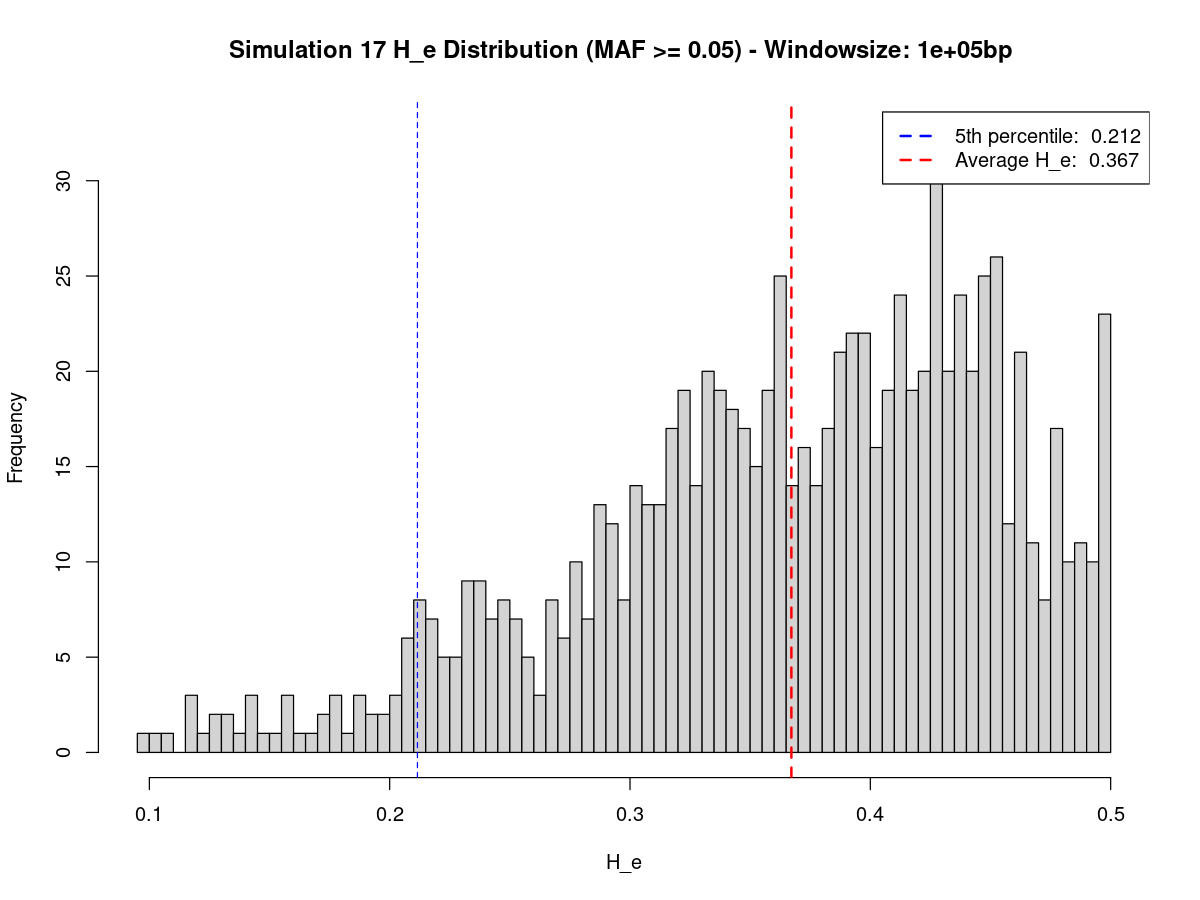 Simulation 17 H_e Distribution (MAF >= 0.05) - Windowsize: 1e+05bp
5th percentile: 0.212
Average H_e: 0.367
Frequency
30
25
20
15
10
5
0
0.1 0.2 0.3 0.4 0.5
H_e